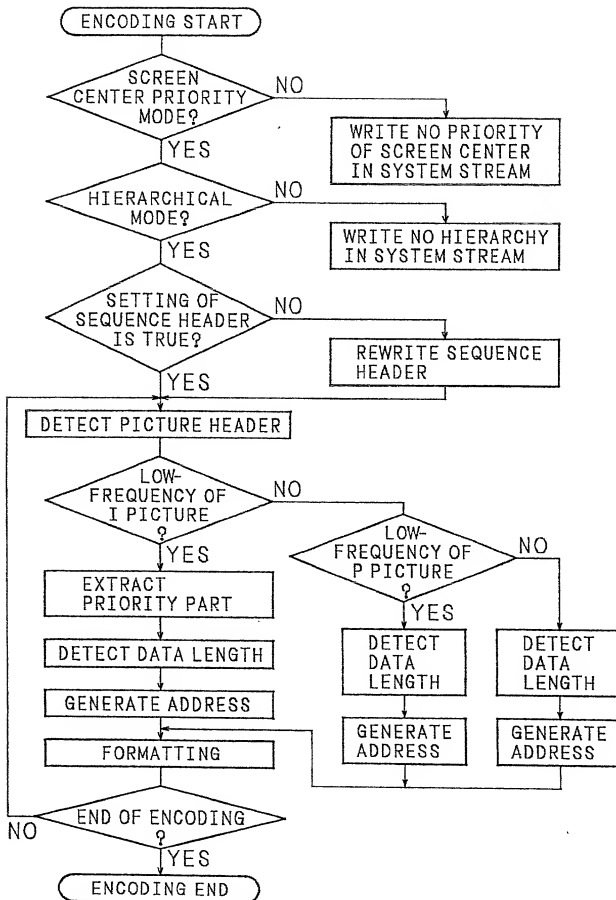 ENCODING START
SCREEN
CENTER PRIORITY
MODE?
NO
YES
WRITE NO PRIORITY
OF SCREEN CENTER
IN SYSTEM STREAM
HIERARCHICAL
MODE?
NO
YES
WRITE NO HIERARCHY
IN SYSTEM STREAM
SETTING OF
SEQUENCE HEADER
IS TRUE?
NO
YES
REWRITE SEQUENCE
HEADER
DETECT PICTURE HEADER
LOW-
FREQUENCY OF
I PICTURE
?
NO
YES
LOW-
FREQUENCY OF
P PICTURE
?
NO
YES
EXTRACT
PRIORITY PART
DETECT DATA LENGTH
GENERATE ADDRESS
DETECT
DATA
LENGTH
GENERATE
ADDRESS
DETECT
DATA
LENGTH
GENERATE
ADDRESS
FORMATTING
END OF ENCODING
?
NO
YES
ENCODING END